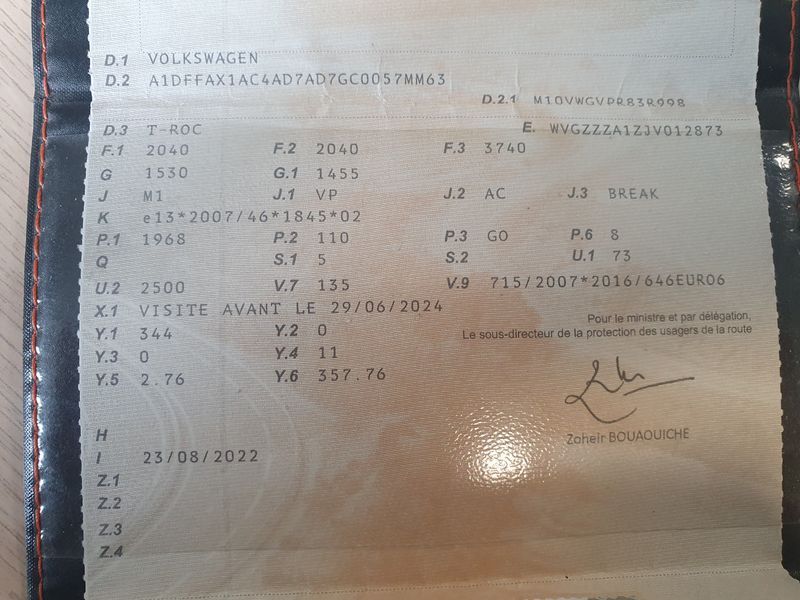 D.1 VOLKSWAGEN
D.2 A1DFFAX1AC4AD7AD7GC0057MM63
D.2.1 M10VWGVPR83R998
D.3 T-ROC E. WVGZZZA1ZJV012873
F.1 2040 F.2 2040 F.3 3740
G 1530 G.1 1455
J M1 J.1 VP J.2 AC J.3 BREAK
K e13*2007/46*1845*02
P.1 1968 P.2 110 P.3 GO P.6 8
Q S.1 5 S.2 U.1 73
U.2 2500 V.7 135 V.9 715/2007*2016/646EURO6
X.1 VISITE AVANT LE 29/06/2024
Y.1 344 Y.2 0
Y.3 0 Y.4 11
Y.5 2.76 Y.6 357.76
Pour le ministre et par délégation,
Le sous-directeur de la protection des usagers de la route
Zoheir BOUAOUICHE
H
I 23/08/2022
Z.1
Z.2
Z.3
Z.4